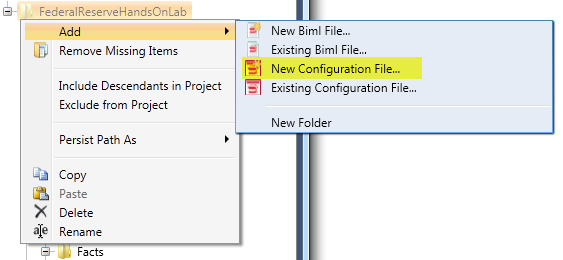 FederalReserveHandsOnLab
Add
Remove Missing Items
Include Descendants in Project
Exclude from Project
Persist Path As
Copy
Paste
Delete
Rename
New Biml File...
Existing Biml File...
New Configuration File...
Existing Configuration File...
New Folder
Facts